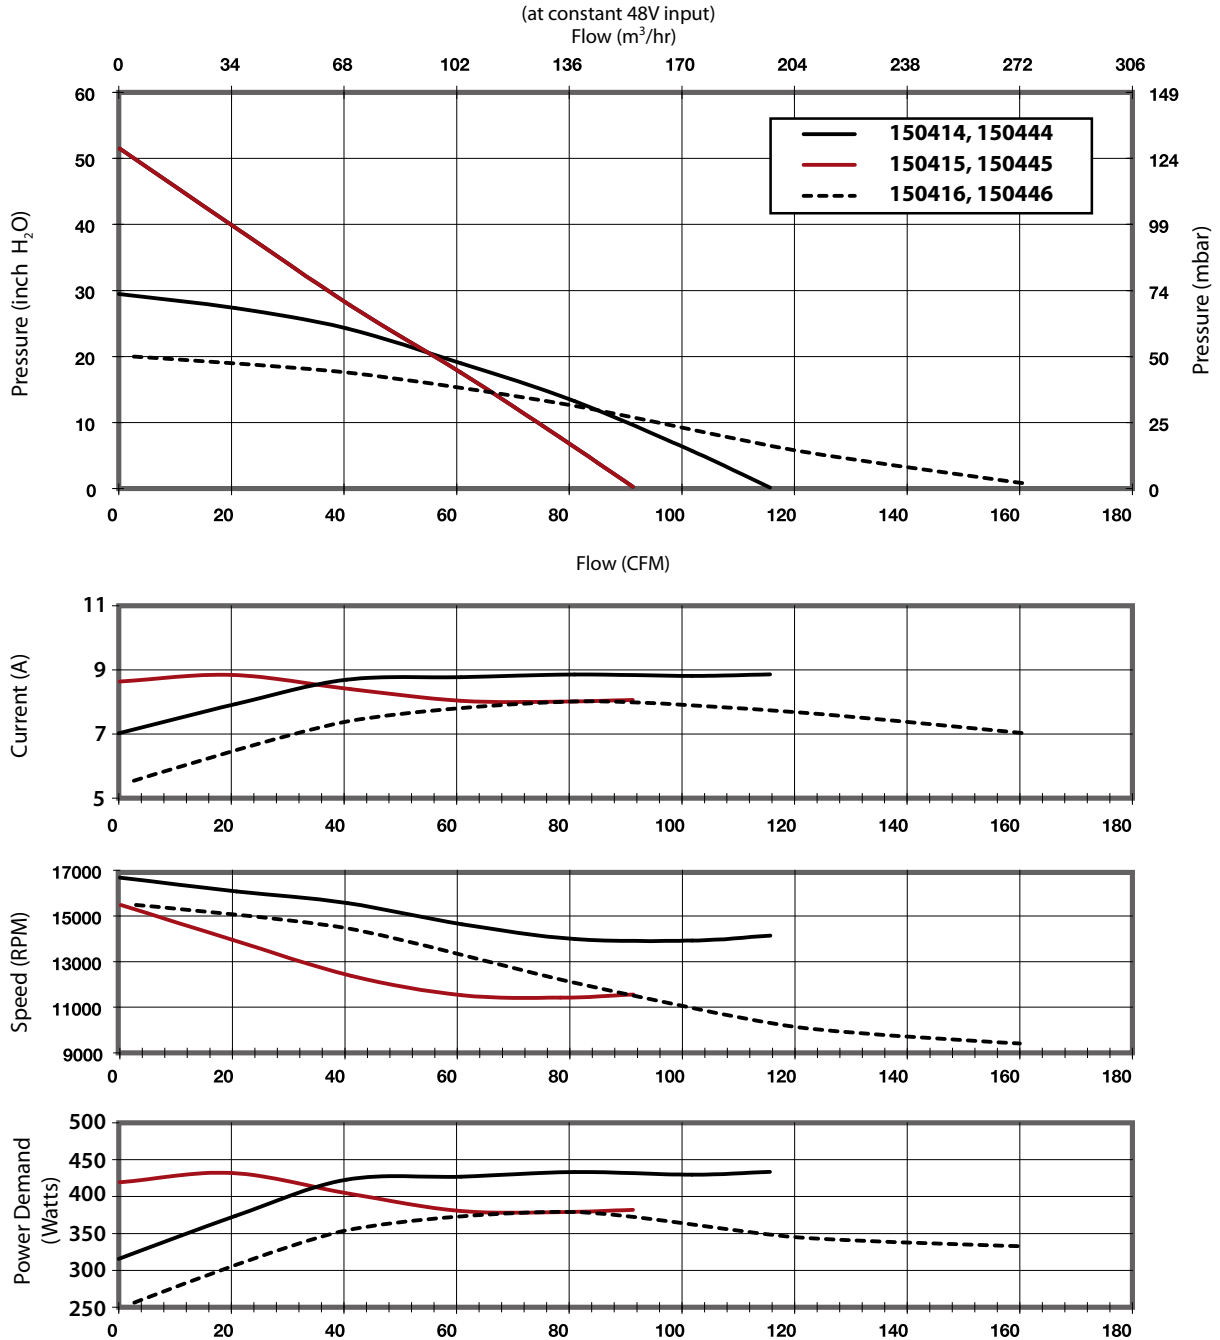 (at constant 48V input)
Flow (m³/hr)
0 34 68 102 136 170 204 238 272 306
60 149
150414, 150444
50 124
150415, 150445
150416, 150446
40 99
30 74
20 50
10 25
0 0
Pressure (inch H₂O)
Pressure (mbar)
0 20 40 60 80 100 120 140 160 180
Flow (CFM)
11
9
7
5
Current (A)
0 20 40 60 80 100 120 140 160 180
17000
15000
13000
11000
9000
Speed (RPM)
0 20 40 60 80 100 120 140 160 180
500
450
400
350
300
250
Power Demand
(Watts)
0 20 40 60 80 100 120 140 160 180